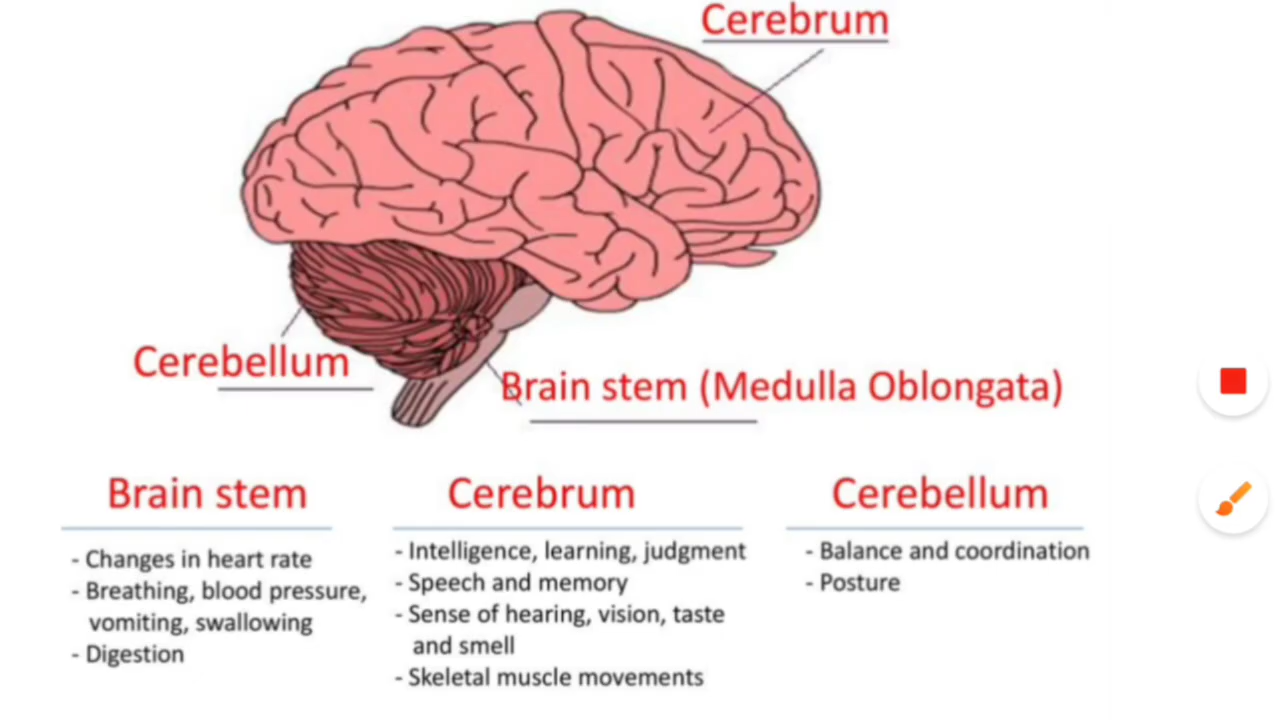 Cerebrum
Cerebellum
Brain stem (Medulla Oblongata)
Brain stem
- Changes in heart rate
- Breathing, blood pressure,
vomiting, swallowing
- Digestion
Cerebrum
- Intelligence, learning, judgment
- Speech and memory
- Sense of hearing, vision, taste
and smell
- Skeletal muscle movements
Cerebellum
- Balance and coordination
- Posture